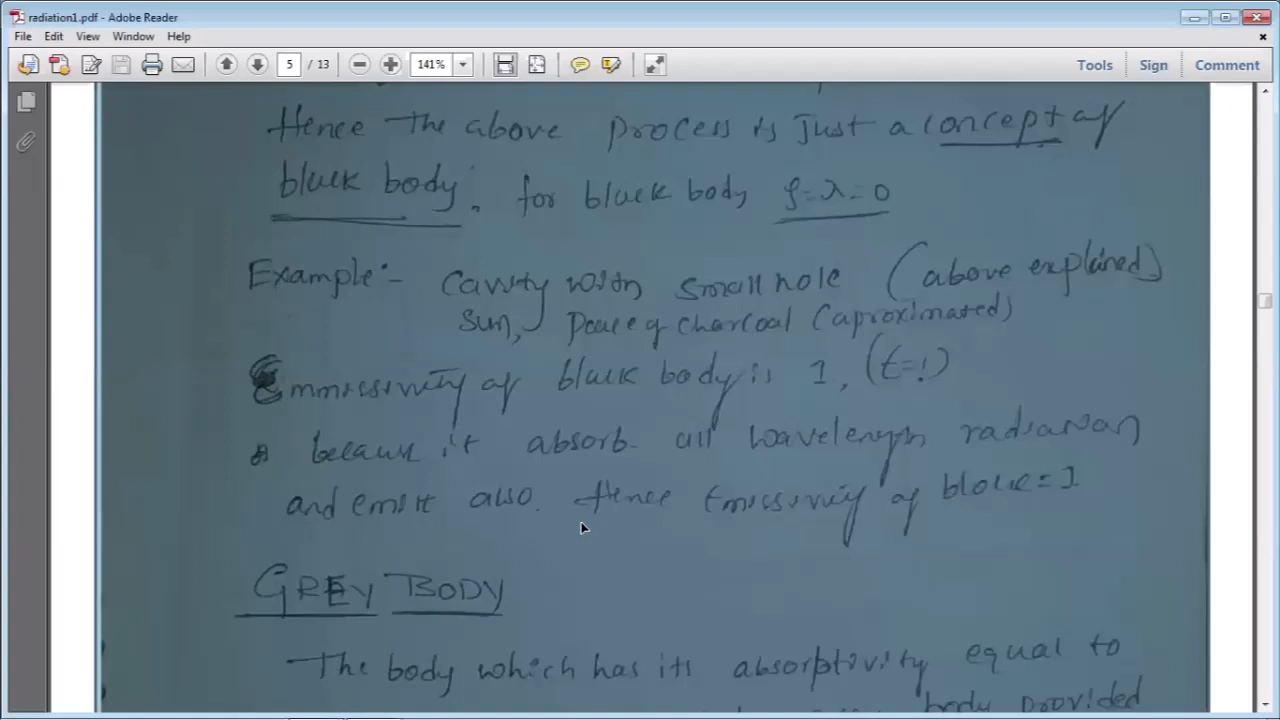 radiation1.pdf - Adobe Reader
File Edit View Window Help
5 / 13 141% Tools Sign Comment
Hence the above process is just a concept of
black body. for black body ρ=λ=0
Example:- Cavity with small hole (above explained)
Sun, Peace of charcoal (aproximated)
Emmissivity of black body is 1, (ε=1)
because it absorb all wavelength radiation
and emit also. Hence Emissivity of black = 1
GREY BODY
The body which has its absorptivity equal to
body provided